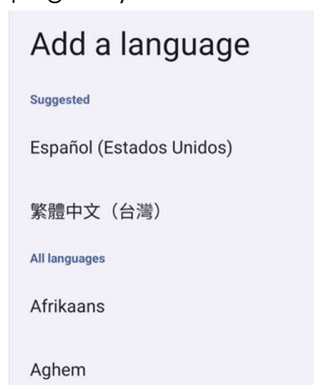 Add a language
Suggested
Español (Estados Unidos)
繁體中文（台灣）
All languages
Afrikaans
Aghem